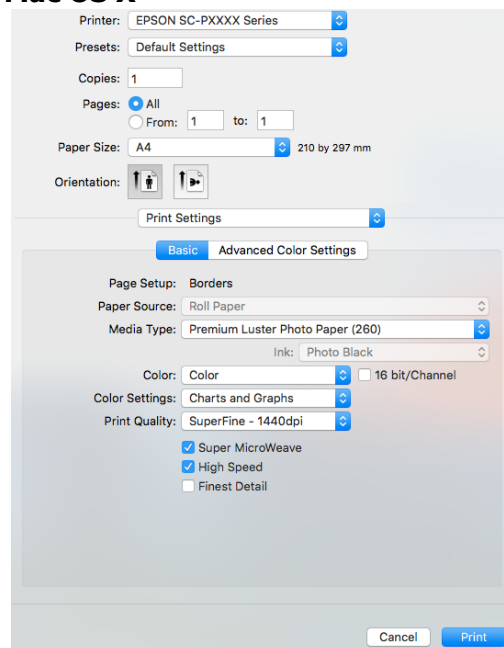 Mac OS X
Printer: EPSON SC-PXXXX Series
Presets: Default Settings
Copies: 1
Pages: All
From: 1 to: 1
Paper Size: A4 210 by 297 mm
Orientation:
Print Settings
Basic Advanced Color Settings
Page Setup: Borders
Paper Source: Roll Paper
Media Type: Premium Luster Photo Paper (260)
Ink: Photo Black
Color: Color 16 bit/Channel
Color Settings: Charts and Graphs
Print Quality: SuperFine - 1440dpi
Super MicroWeave
High Speed
Finest Detail
Cancel Print